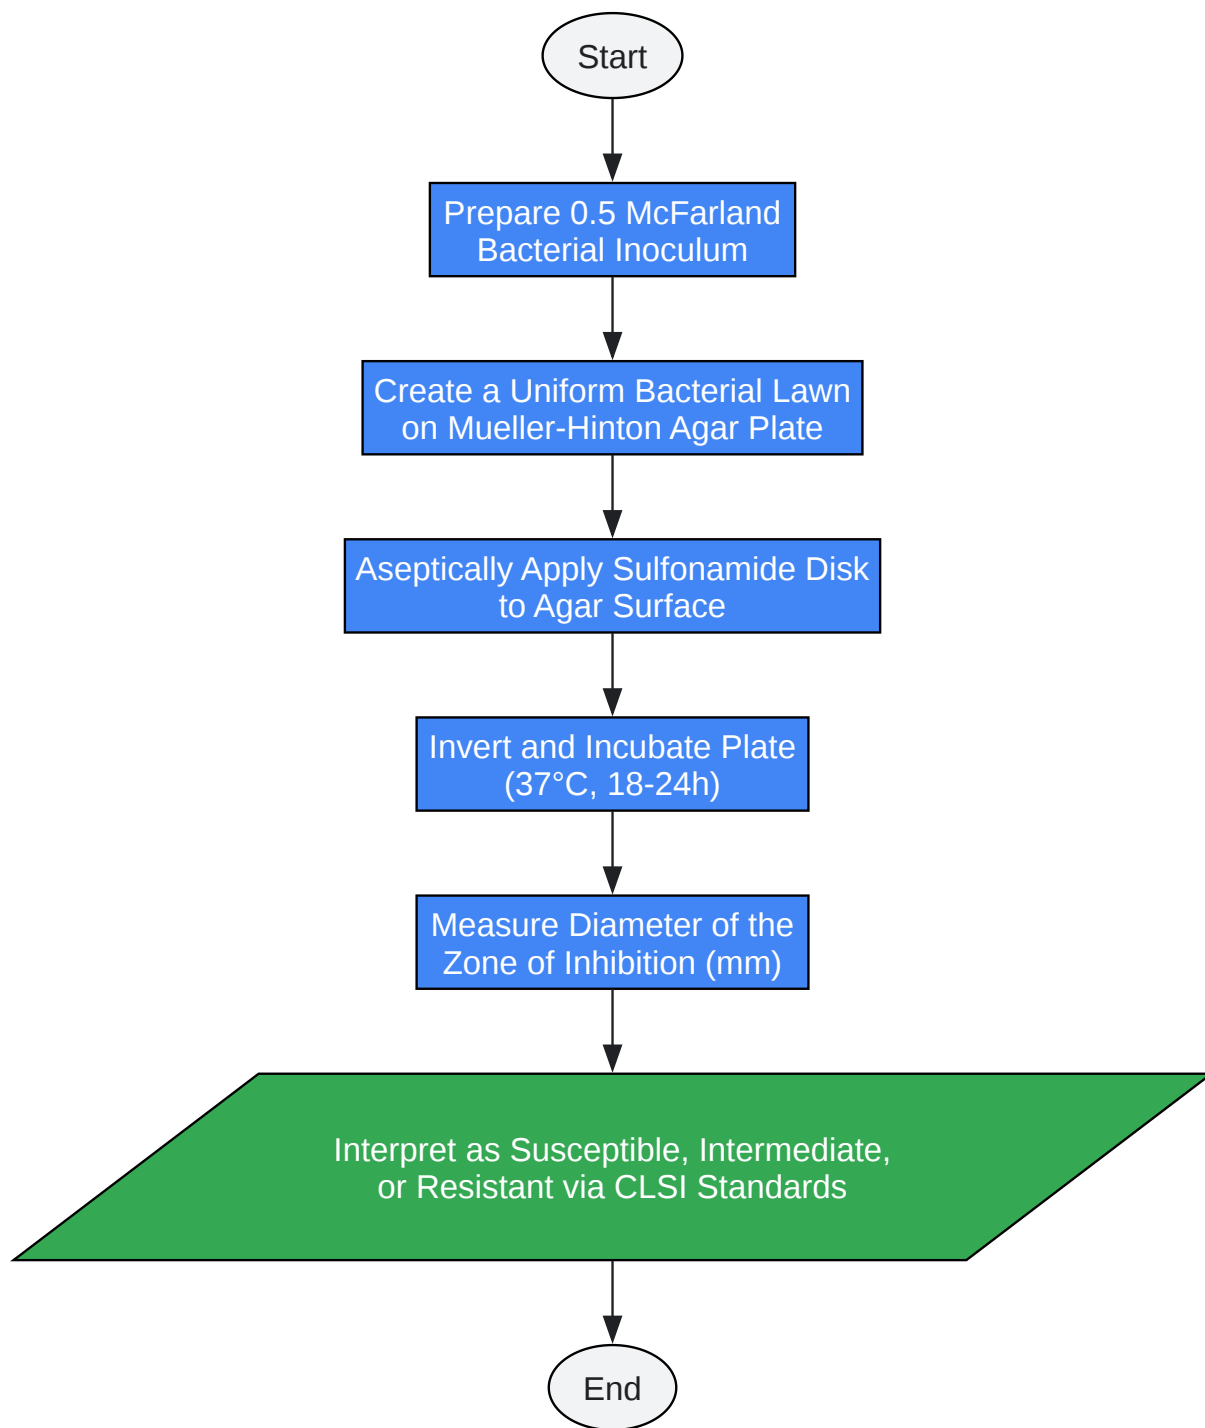 Start
Prepare 0.5 McFarland
Bacterial Inoculum
Create a Uniform Bacterial Lawn
on Mueller-Hinton Agar Plate
Aseptically Apply Sulfonamide Disk
to Agar Surface
Invert and Incubate Plate
(37°C, 18-24h)
Measure Diameter of the
Zone of Inhibition (mm)
Interpret as Susceptible, Intermediate,
or Resistant via CLSI Standards
End